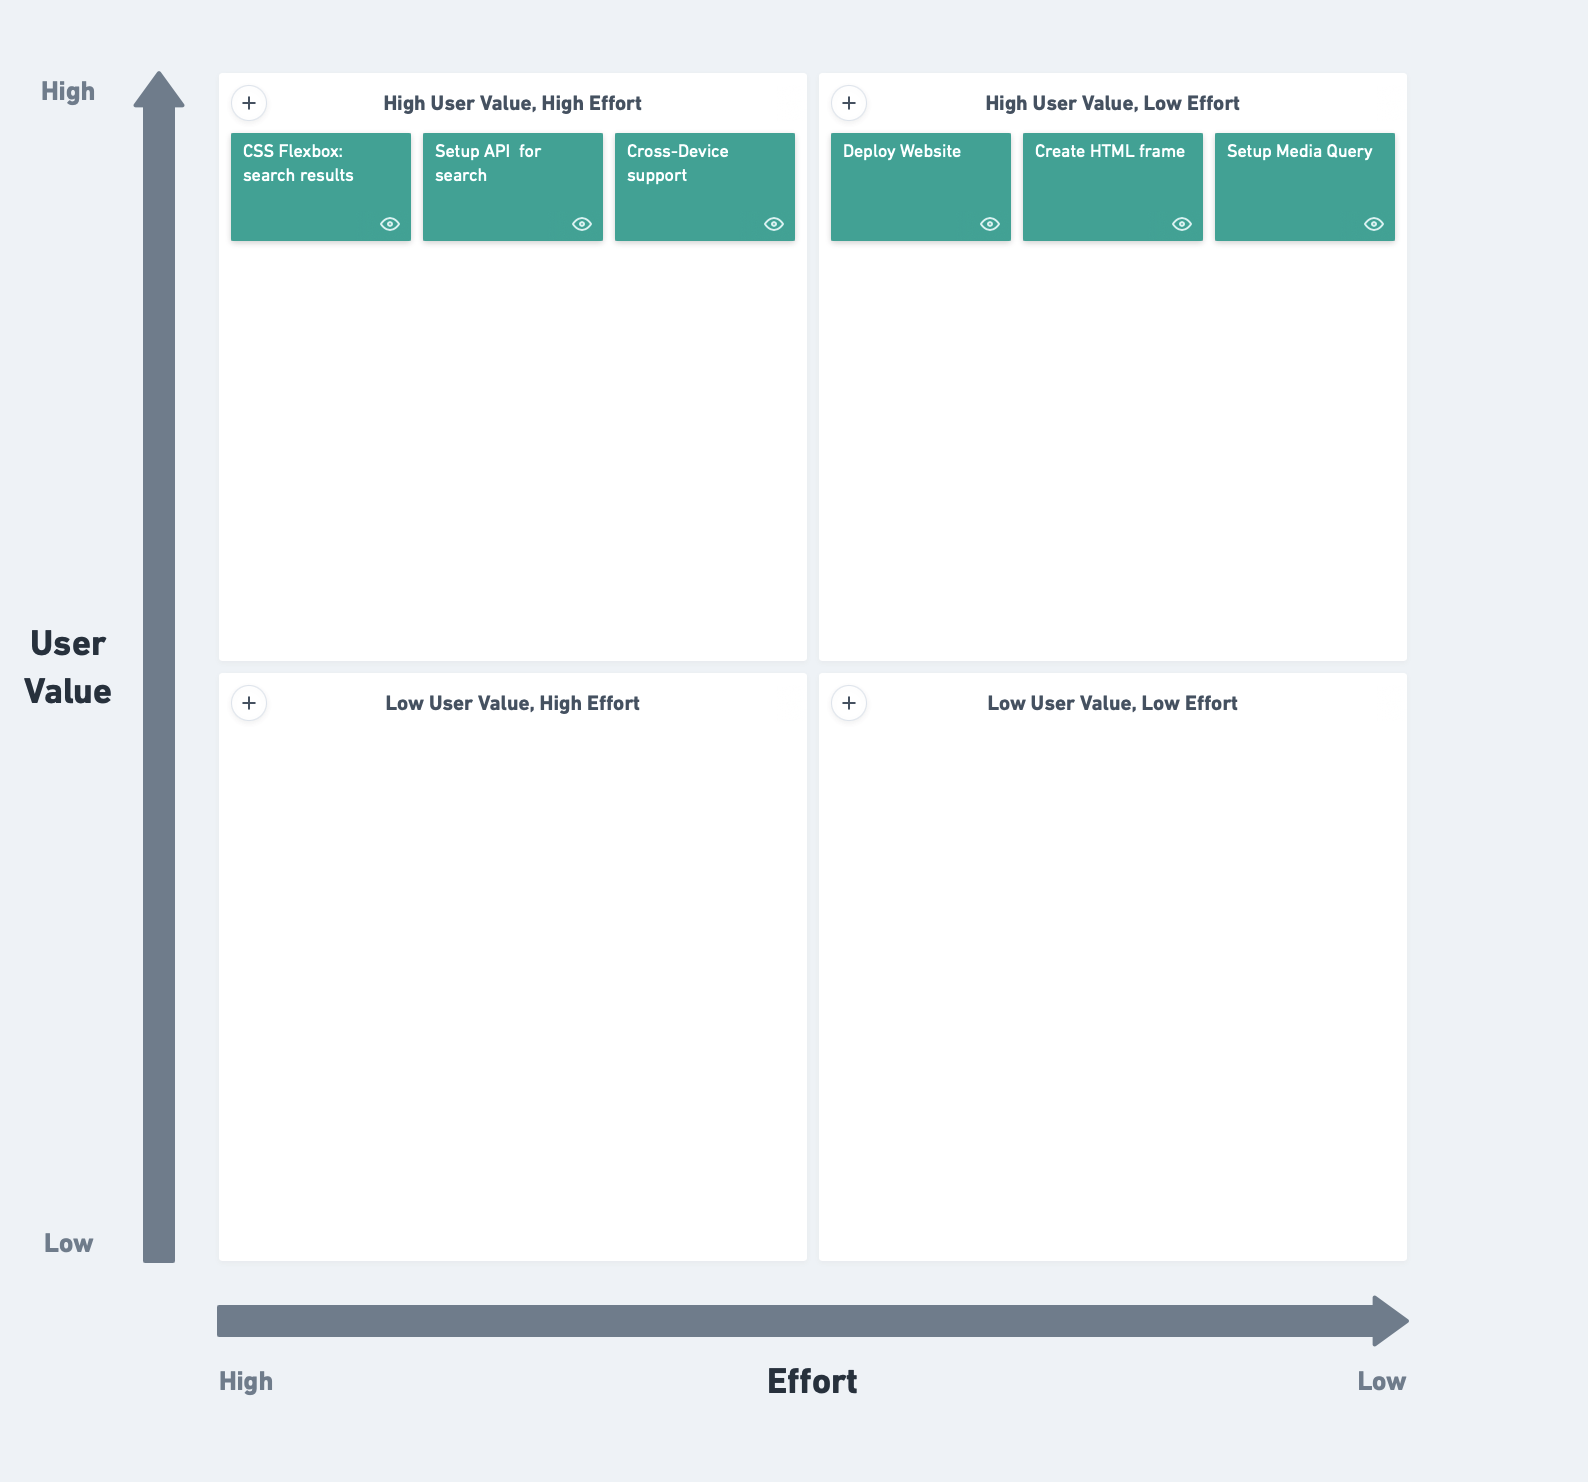 High
High User Value, High Effort
CSS Flexbox:
search results
Setup API  for
search
Cross-Device
support
High User Value, Low Effort
Deploy Website
Create HTML frame
Setup Media Query
User
Value
Low User Value, High Effort
Low User Value, Low Effort
Low
High
Effort
Low